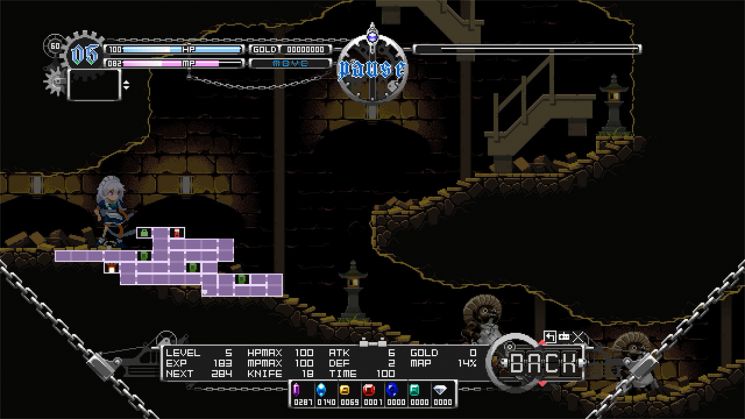 60
05
100 HP
GOLD 00000000
082 MP
MOVE
pause
LEVEL 5 HPMAX 100 ATK 6 GOLD 0
EXP 183 MPMAX 100 DEF 2 MAP 14%
NEXT 284 KNIFE 18 TIME 100
BACK
0287 0140 0069 0001 0000 0000 0000